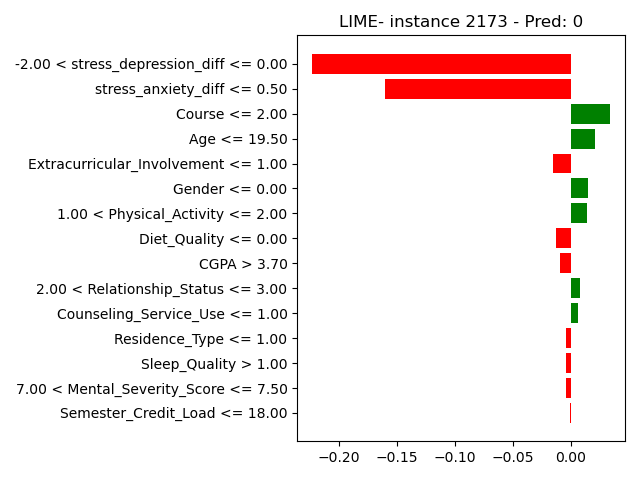 LIME- instance 2173 - Pred: 0
-2.00 < stress_depression_diff <= 0.00
stress_anxiety_diff <= 0.50
Course <= 2.00
Age <= 19.50
Extracurricular_Involvement <= 1.00
Gender <= 0.00
1.00 < Physical_Activity <= 2.00
Diet_Quality <= 0.00
CGPA > 3.70
2.00 < Relationship_Status <= 3.00
Counseling_Service_Use <= 1.00
Residence_Type <= 1.00
Sleep_Quality > 1.00
7.00 < Mental_Severity_Score <= 7.50
Semester_Credit_Load <= 18.00
−0.20 −0.15 −0.10 −0.05 0.00